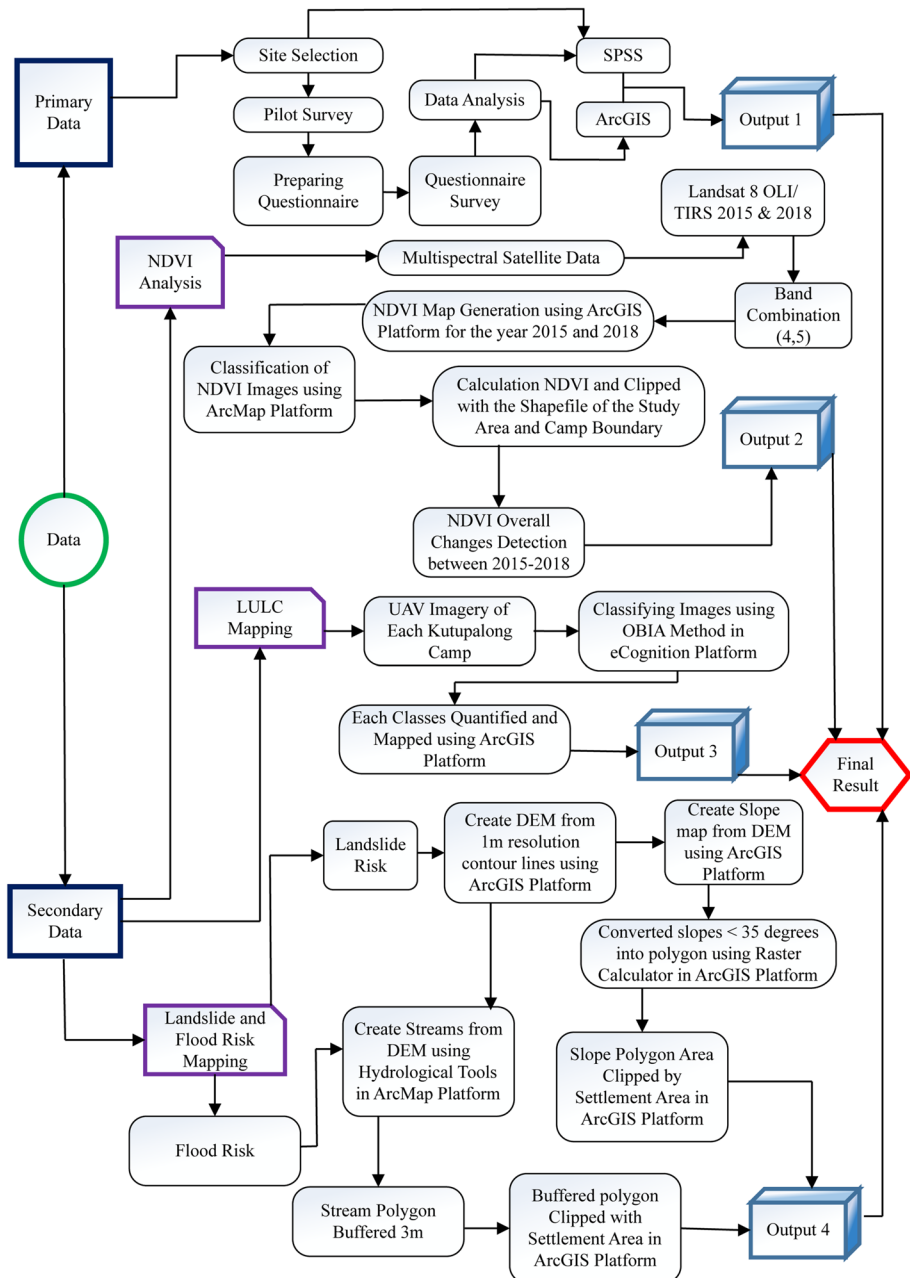 Primary
Data
Site Selection
Pilot Survey
Preparing
Questionnaire
Questionnaire
Survey
Data Analysis
SPSS
ArcGIS
Output 1
NDVI
Analysis
Multispectral Satellite Data
Landsat 8 OLI/
TIRS 2015 & 2018
Band
Combination
(4,5)
NDVI Map Generation using ArcGIS
Platform for the year 2015 and 2018
Classification of
NDVI Images using
ArcMap Platform
Calculation NDVI and Clipped
with the Shapefile of the Study
Area and Camp Boundary
NDVI Overall
Changes Detection
between 2015-2018
Output 2
Data
LULC
Mapping
UAV Imagery of
Each Kutupalong
Camp
Classifying Images using
OBIA Method in
eCognition Platform
Each Classes Quantified and
Mapped using ArcGIS
Platform
Output 3
Final
Result
Secondary
Data
Landslide
Risk
Create DEM from
1m resolution
contour lines using
ArcGIS Platform
Create Slope
map from DEM
using ArcGIS
Platform
Converted slopes < 35 degrees
into polygon using Raster
Calculator in ArcGIS Platform
Slope Polygon Area
Clipped by
Settlement Area in
ArcGIS Platform
Landslide and
Flood Risk
Mapping
Flood Risk
Create Streams from
DEM using
Hydrological Tools
in ArcMap Platform
Stream Polygon
Buffered 3m
Buffered polygon
Clipped with
Settlement Area in
ArcGIS Platform
Output 4